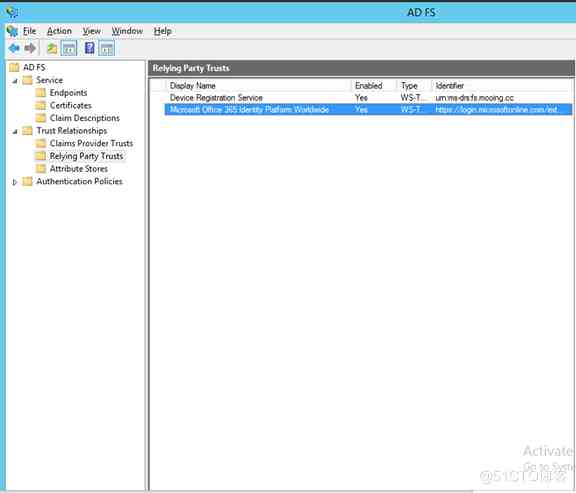 AD FS
File Action View Window Help
AD FS
Service
Endpoints
Certificates
Claim Descriptions
Trust Relationships
Claims Provider Trusts
Relying Party Trusts
Attribute Stores
Authentication Policies
Relying Party Trusts
Display Name Enabled Type Identifier
Device Registration Service Yes WS-T... urn:ms-drs:fs.mooing.cc
Microsoft Office 365 Identity Platform Worldwide Yes WS-T... https://login.microsoftonline.com/ext...
Activate
Go to Syste
@51CTO博客